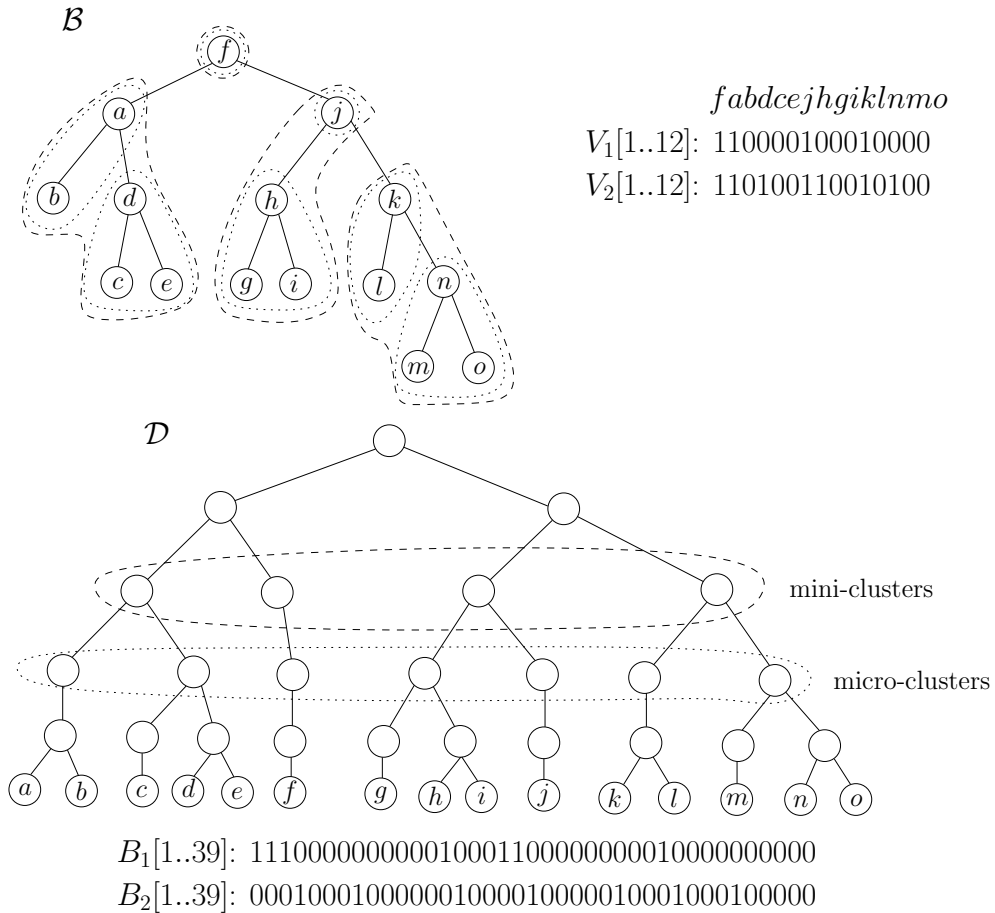 B
f
a
j
b
d
h
k
c
e
g
i
l
n
m
o
fabdcejhgiklnmo
V1[1..12]: 110000100010000
V2[1..12]: 110100110010100
D
mini-clusters
micro-clusters
a b c d e f g h i j k l m n o
B1[1..39]: 111000000000010001100000000010000000000
B2[1..39]: 000100010000001000010000010001000100000